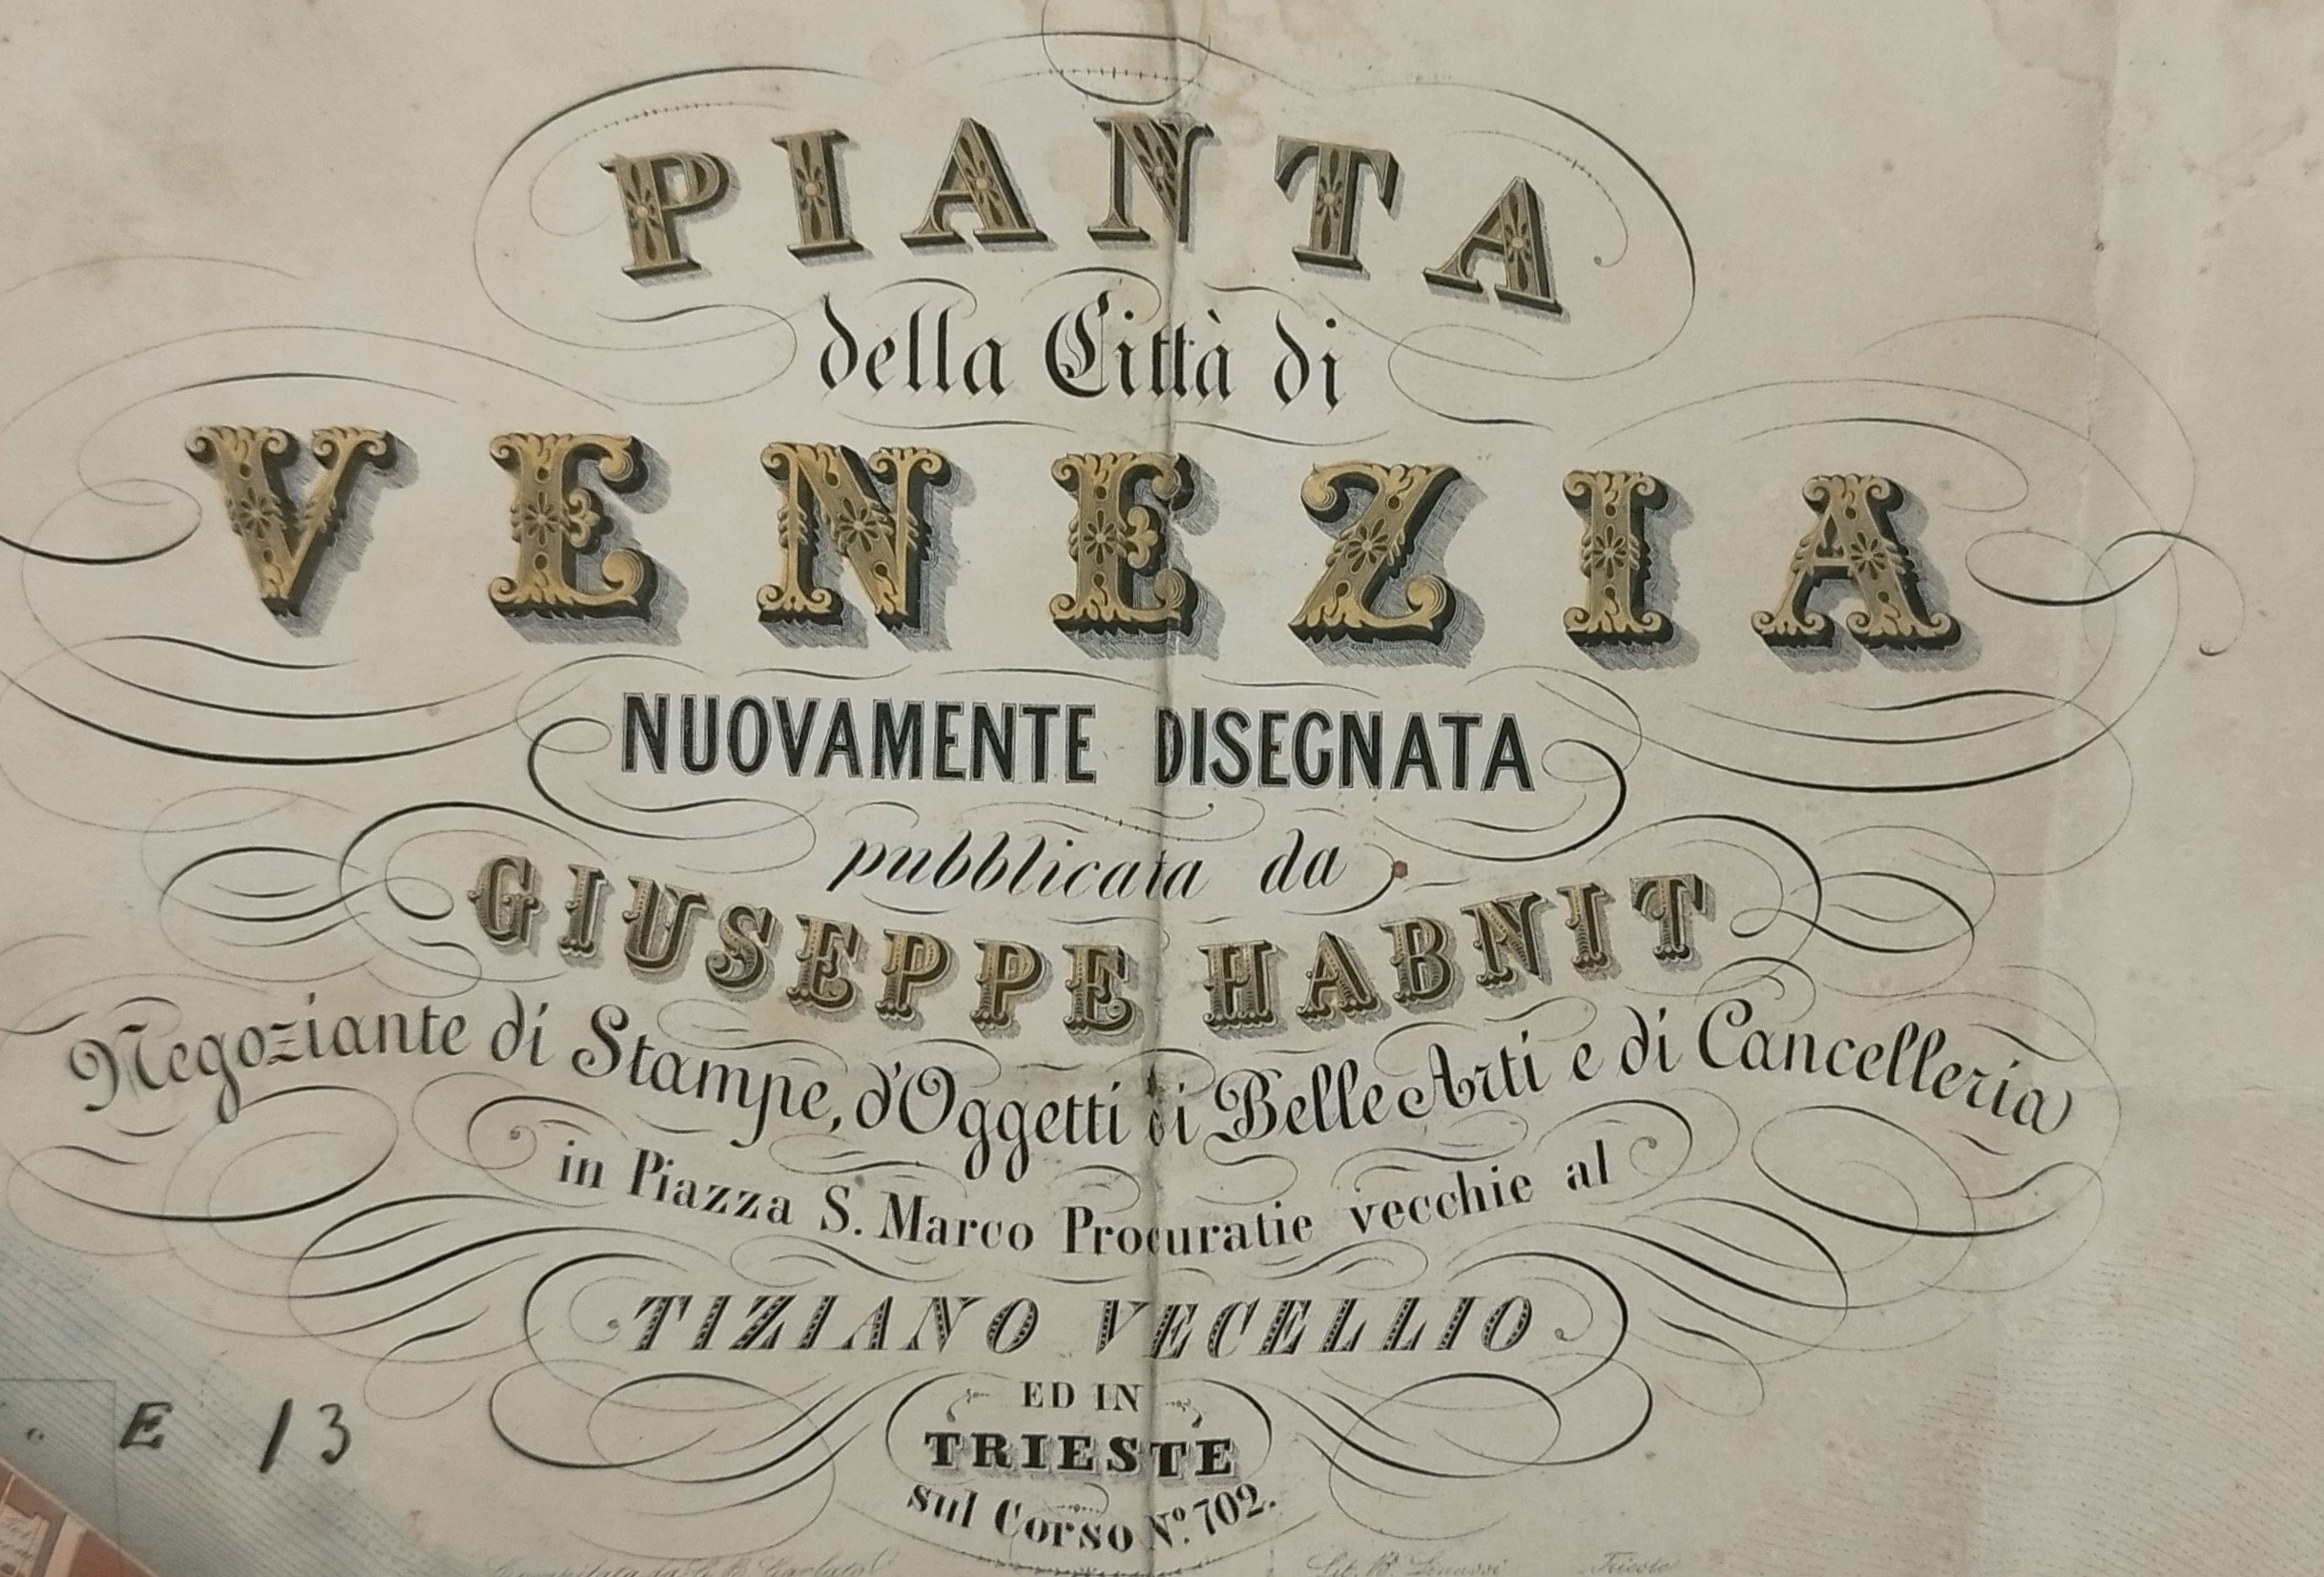 PIANTA
della Città di
VENEZIA
NUOVAMENTE DISEGNATA
pubblicata da
GIUSEPPE HABNIT
Negoziante di Stampe, d'Oggetti di Belle Arti e di Cancelleria
in Piazza S. Marco Procuratie vecchie al
TIZIANO VECELLIO
ED IN
TRIESTE
sul Corso Nº. 702.
E 13
Trieste